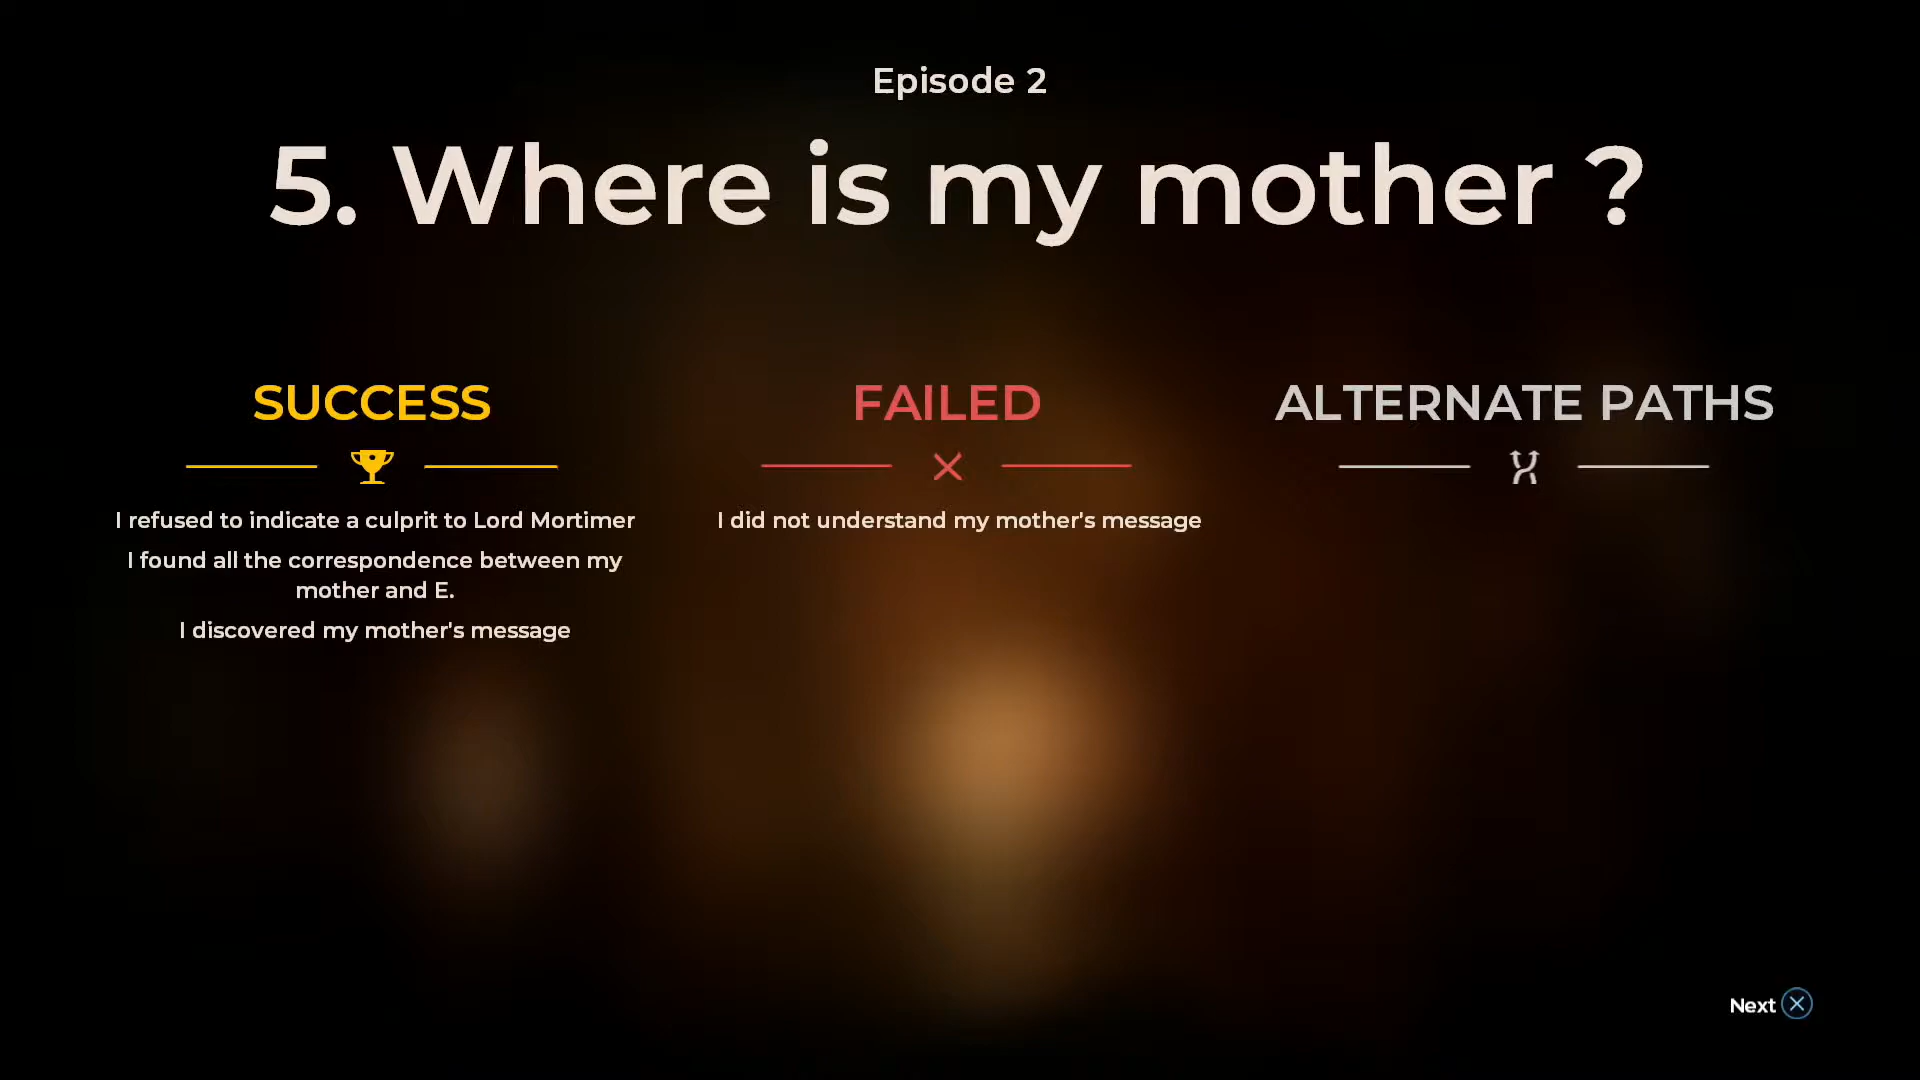 Episode 2
5. Where is my mother ?
SUCCESS
I refused to indicate a culprit to Lord Mortimer
I found all the correspondence between my
mother and E.
I discovered my mother's message
FAILED
I did not understand my mother's message
ALTERNATE PATHS
Next